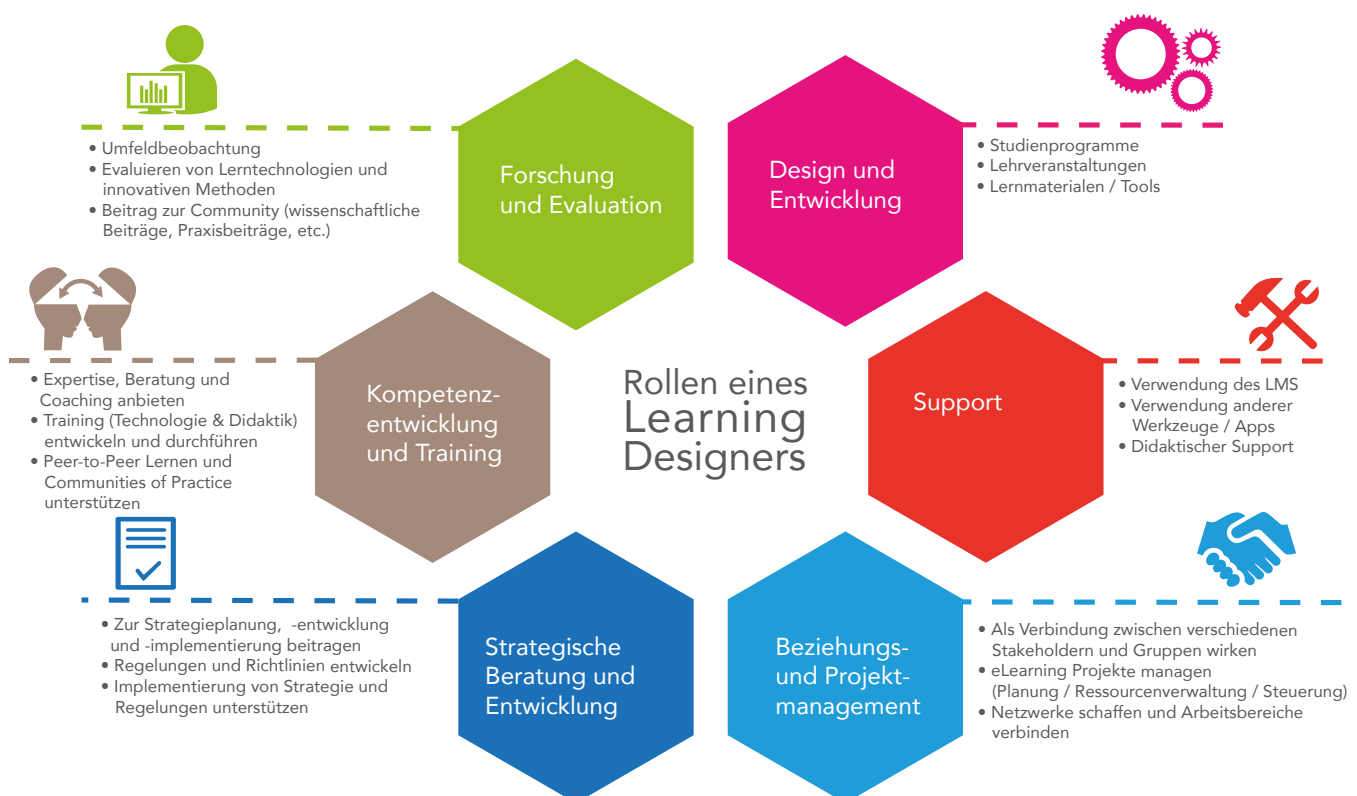 • Umfeldbeobachtung
• Evaluieren von Lerntechnologien und
innovativen Methoden
• Beitrag zur Community (wissenschaftliche
Beiträge, Praxisbeiträge, etc.)
Forschung
und Evaluation
Design und
Entwicklung
• Studienprogramme
• Lehrveranstaltungen
• Lernmaterialen / Tools
• Expertise, Beratung und
Coaching anbieten
• Training (Technologie & Didaktik)
entwickeln und durchführen
• Peer-to-Peer Lernen und
Communities of Practice
unterstützen
Kompetenz-
entwicklung
und Training
Rollen eines
Learning
Designers
Support
• Verwendung des LMS
• Verwendung anderer
Werkzeuge / Apps
• Didaktischer Support
• Zur Strategieplanung, -entwicklung
und -implementierung beitragen
• Regelungen und Richtlinien entwickeln
• Implementierung von Strategie und
Regelungen unterstützen
Strategische
Beratung und
Entwicklung
Beziehungs-
und Projekt-
management
• Als Verbindung zwischen verschiedenen
Stakeholdern und Gruppen wirken
• eLearning Projekte managen
(Planung / Ressourcenverwaltung / Steuerung)
• Netzwerke schaffen und Arbeitsbereiche
verbinden